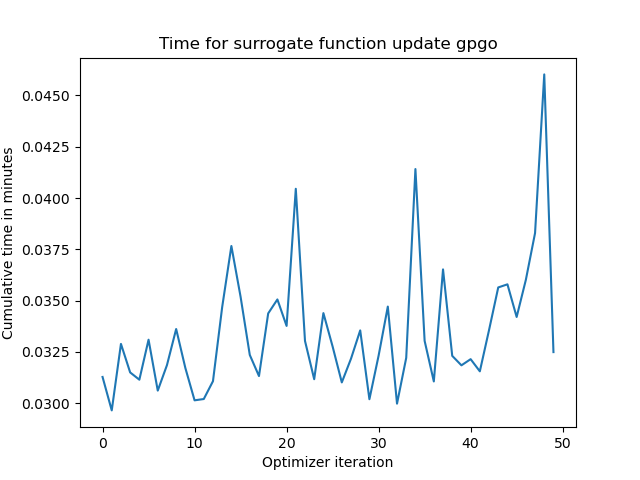 Time for surrogate function update gpgo
Cumulative time in minutes
0.0450
0.0425
0.0400
0.0375
0.0350
0.0325
0.0300
0 10 20 30 40 50
Optimizer iteration